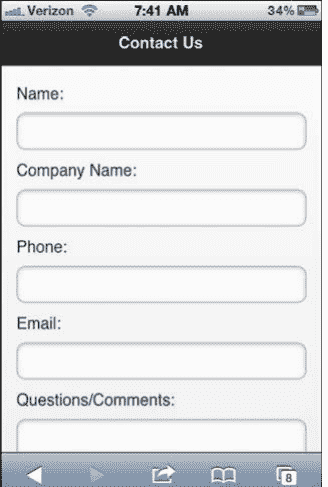 Verizon 7:41 AM 34%
Contact Us
Name:
Company Name:
Phone:
Email:
Questions/Comments:
8